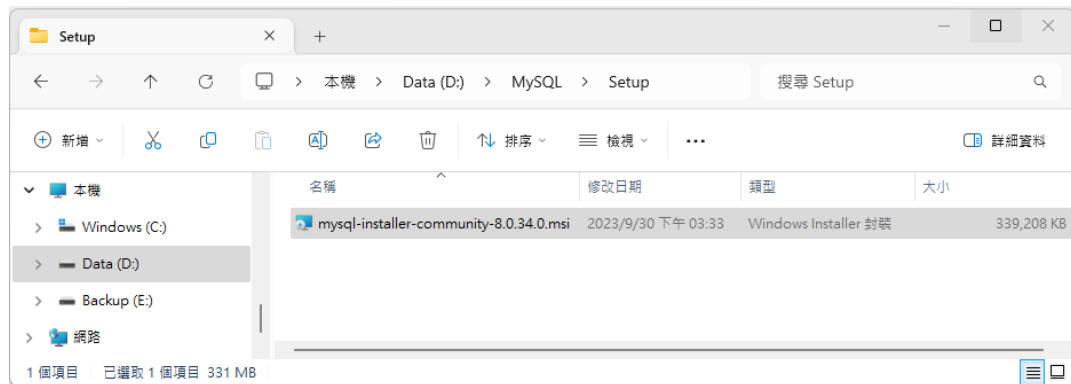 Setup
本機 > Data (D:) > MySQL > Setup
搜尋 Setup
新增
排序
檢視
詳細資料
本機
Windows (C:)
Data (D:)
Backup (E:)
網路
名稱 修改日期 類型 大小
mysql-installer-community-8.0.34.0.msi 2023/9/30 下午 03:33 Windows Installer 封裝 339,208 KB
1 個項目 已選取 1 個項目 331 MB